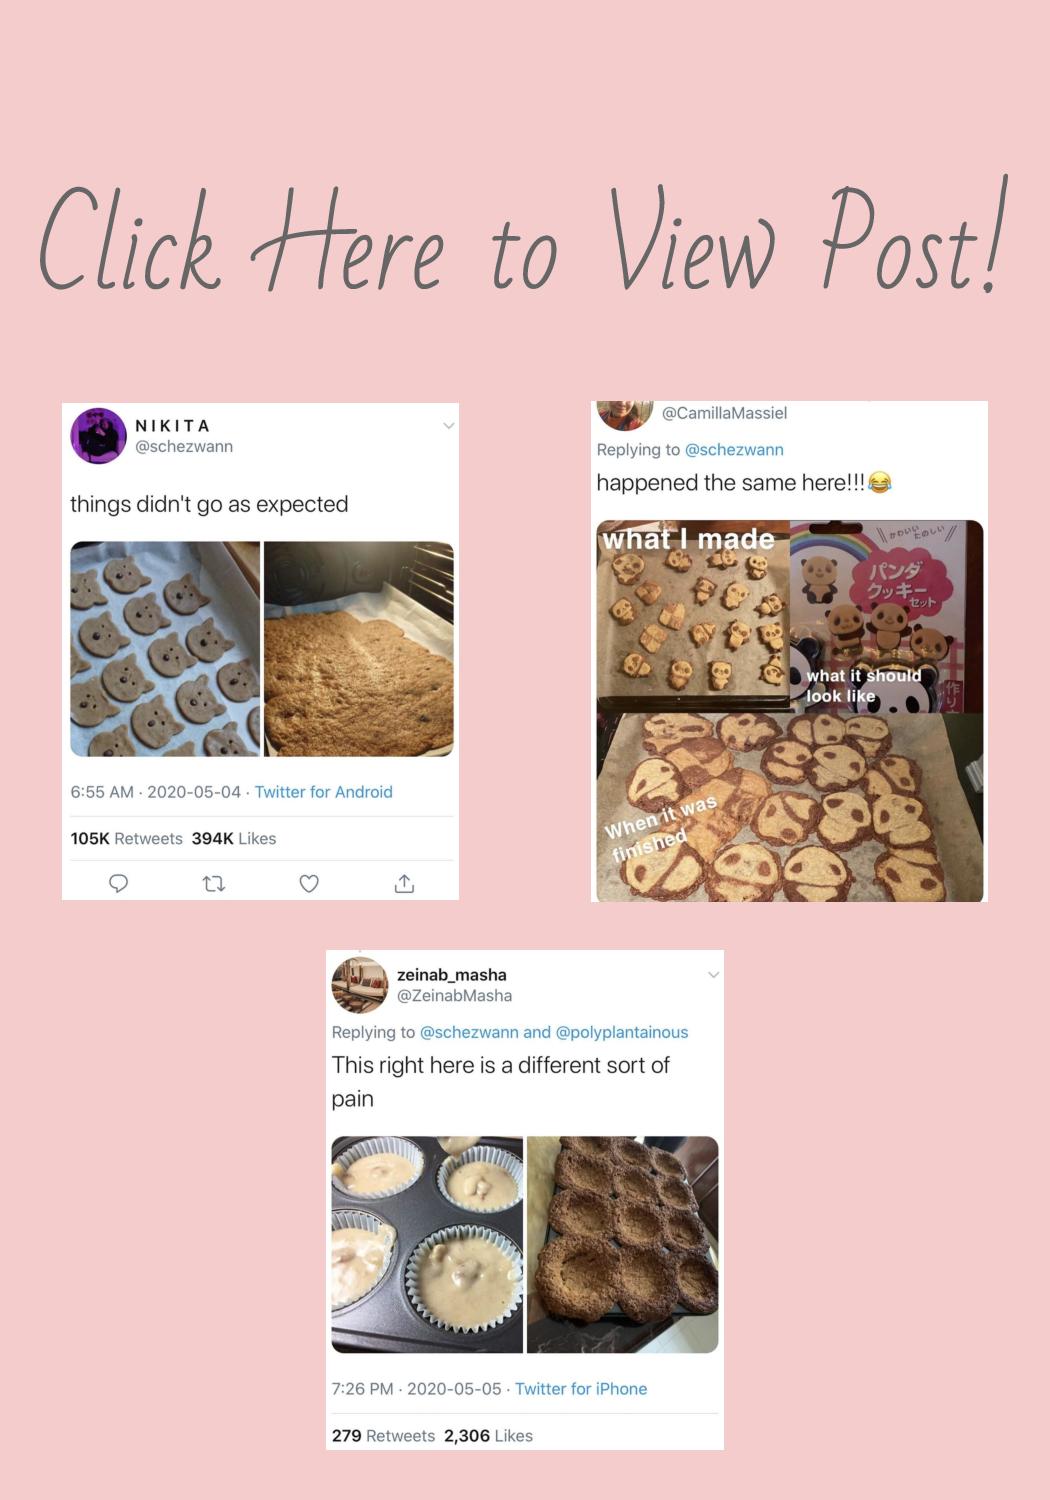 Click Here to View Post!
NIKITA
@schezwann
things didn't go as expected
6:55 AM · 2020-05-04 · Twitter for Android
105K Retweets 394K Likes
@CamillaMassiel
Replying to @schezwann
happened the same here!!!😂
what I made
かわいい
たのしい
パンダ
クッキー
セット
what it should
look like
作り
When it was
finished
zeinab_masha
@ZeinabMasha
Replying to @schezwann and @polyplantainous
This right here is a different sort of
pain
7:26 PM · 2020-05-05 · Twitter for iPhone
279 Retweets 2,306 Likes